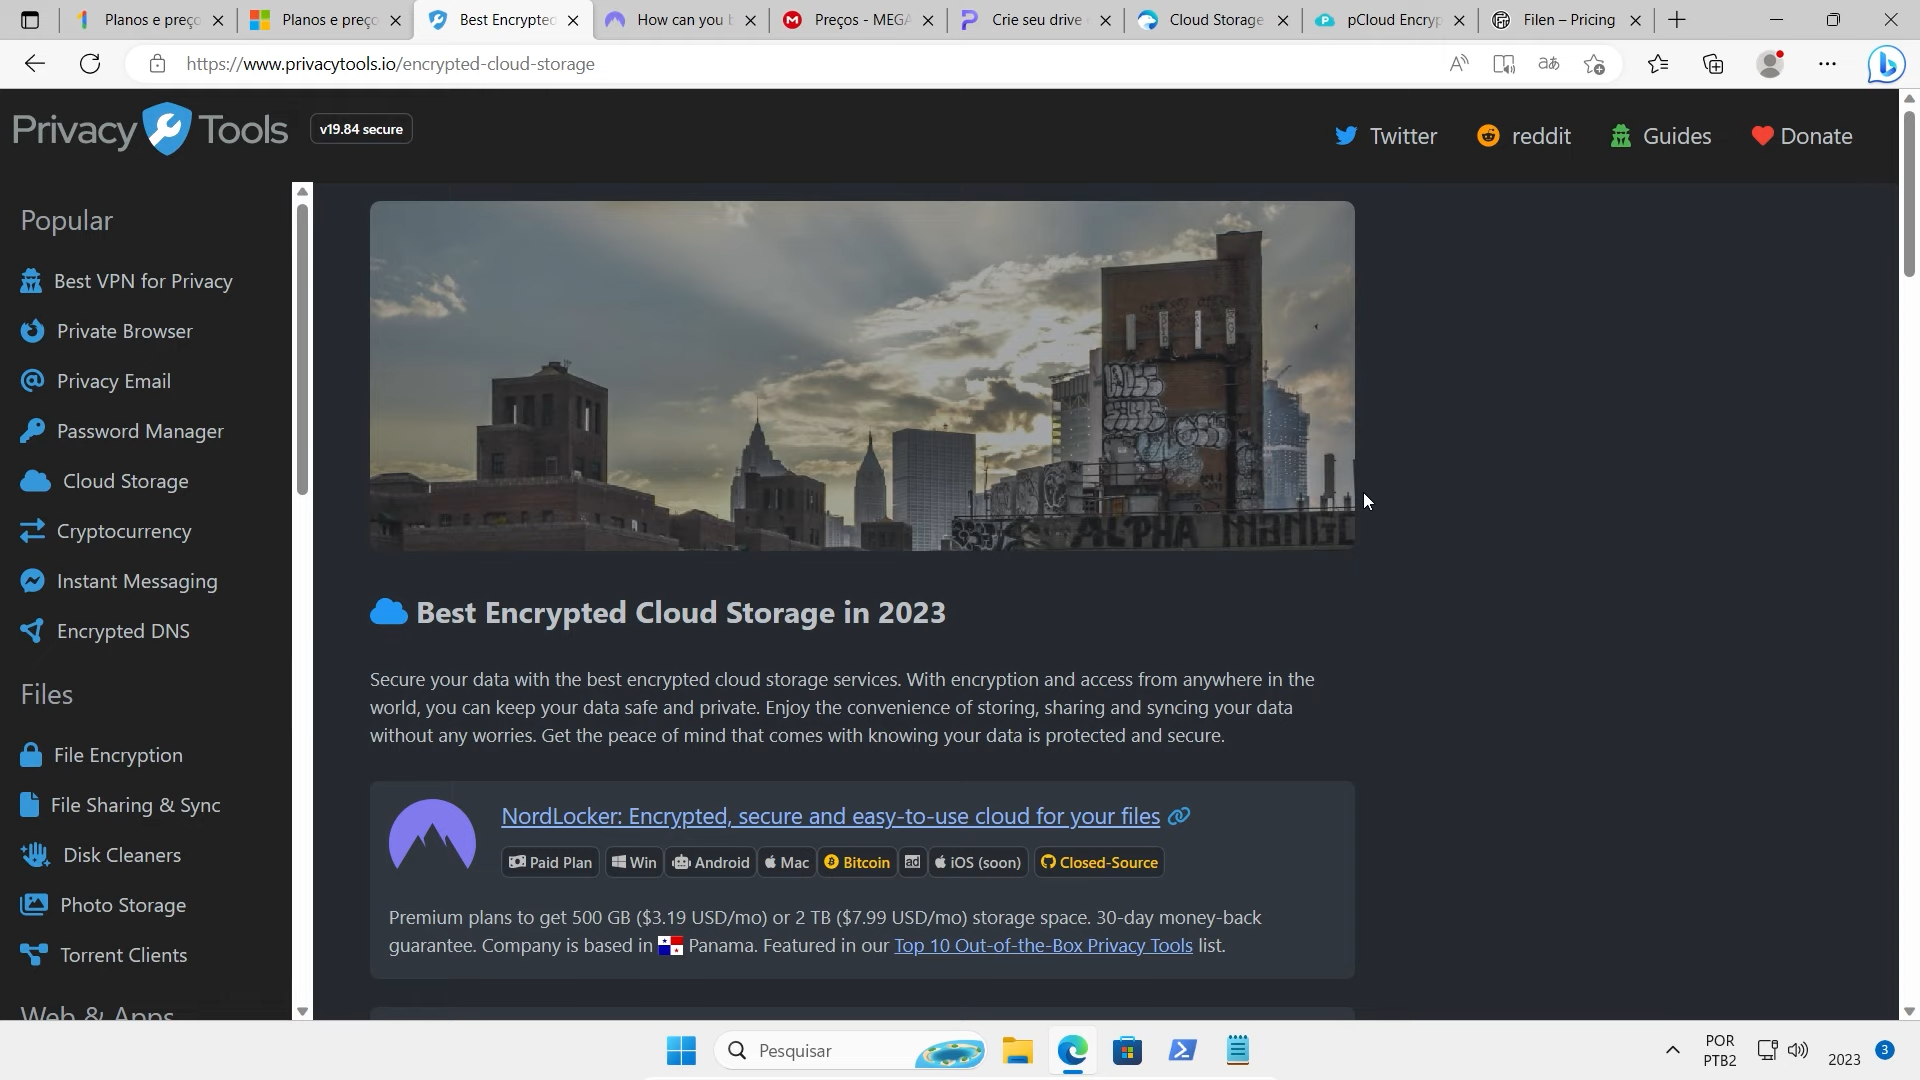 Planos e preço
Planos e preço
Best Encrypted
How can you b
Preços - MEGA
Crie seu drive
Cloud Storage
pCloud Encryp
Filen – Pricing
https://www.privacytools.io/encrypted-cloud-storage
Privacy Tools
v19.84 secure
Twitter
reddit
Guides
Donate
Popular
Best VPN for Privacy
Private Browser
Privacy Email
Password Manager
Cloud Storage
Cryptocurrency
Instant Messaging
Encrypted DNS
Files
File Encryption
File Sharing & Sync
Disk Cleaners
Photo Storage
Torrent Clients
Web & Apps
ALPHA
Best Encrypted Cloud Storage in 2023
Secure your data with the best encrypted cloud storage services. With encryption and access from anywhere in the
world, you can keep your data safe and private. Enjoy the convenience of storing, sharing and syncing your data
without any worries. Get the peace of mind that comes with knowing your data is protected and secure.
NordLocker: Encrypted, secure and easy-to-use cloud for your files
Paid Plan Win Android Mac Bitcoin ad iOS (soon) Closed-Source
Premium plans to get 500 GB ($3.19 USD/mo) or 2 TB ($7.99 USD/mo) storage space. 30-day money-back
guarantee. Company is based in Panama. Featured in our Top 10 Out-of-the-Box Privacy Tools list.
Pesquisar
POR
PTB2
2023
3